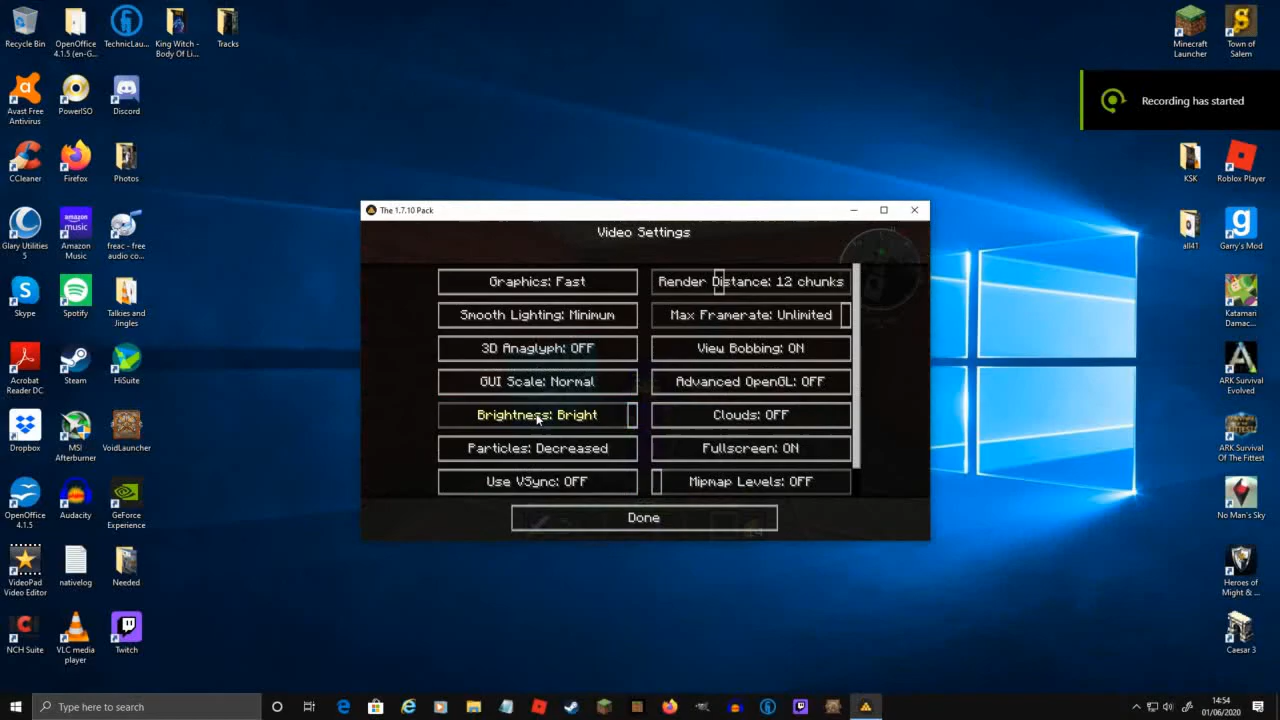 Recycle Bin
OpenOffice
4.1.5 (en-G...
TechnicLau...
King Witch -
Body Of Li...
Tracks
Minecraft
Launcher
Town of
Salem
Recording has started
Avast Free
Antivirus
PowerISO
Discord
CCleaner
Firefox
Photos
KSK
Roblox Player
Glary Utilities
5
amazon
music
Amazon
Music
freac - free
audio co...
all41
Garry's Mod
The 1.7.10 Pack
Video Settings
Graphics: Fast
Render Distance: 12 chunks
Smooth Lighting: Minimum
Max Framerate: Unlimited
3D Anaglyph: OFF
View Bobbing: ON
GUI Scale: Normal
Advanced OpenGL: OFF
Brightness: Bright
Clouds: OFF
Particles: Decreased
Fullscreen: ON
Use VSync: OFF
Mipmap Levels: OFF
Done
Skype
Spotify
Talkies and
Jingles
Katamari
Damac...
Acrobat
Reader DC
Steam
HiSuite
ARK Survival
Evolved
Dropbox
MSI
Afterburner
VoidLauncher
ARK Survival
Of The Fittest
OpenOffice
4.1.5
Audacity
GeForce
Experience
No Man's Sky
VideoPad
Video Editor
nativelog
Needed
Heroes of
Might & ...
NCH Suite
VLC media
player
Twitch
Caesar 3
Type here to search
14:54
01/06/2020